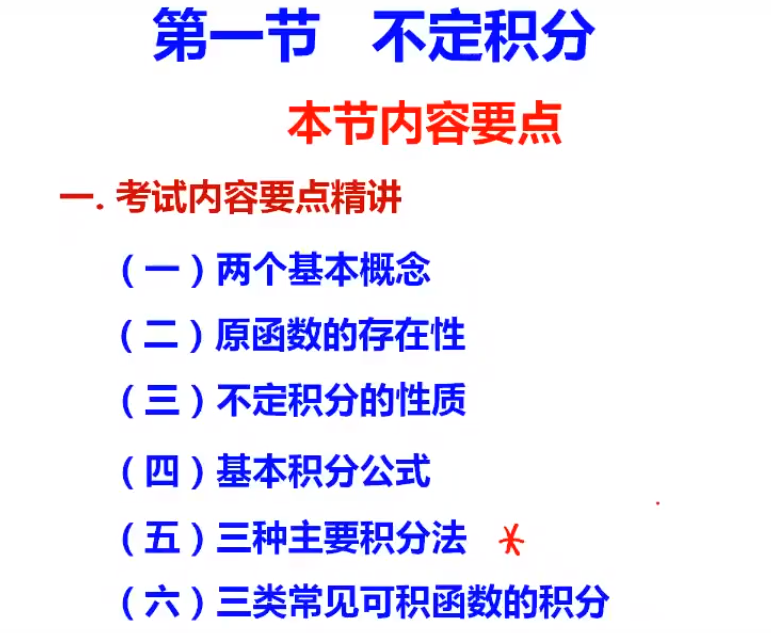 第一节 不定积分
本节内容要点
一. 考试内容要点精讲
（一）两个基本概念
（二）原函数的存在性
（三）不定积分的性质
（四）基本积分公式
（五）三种主要积分法 *
（六）三类常见可积函数的积分